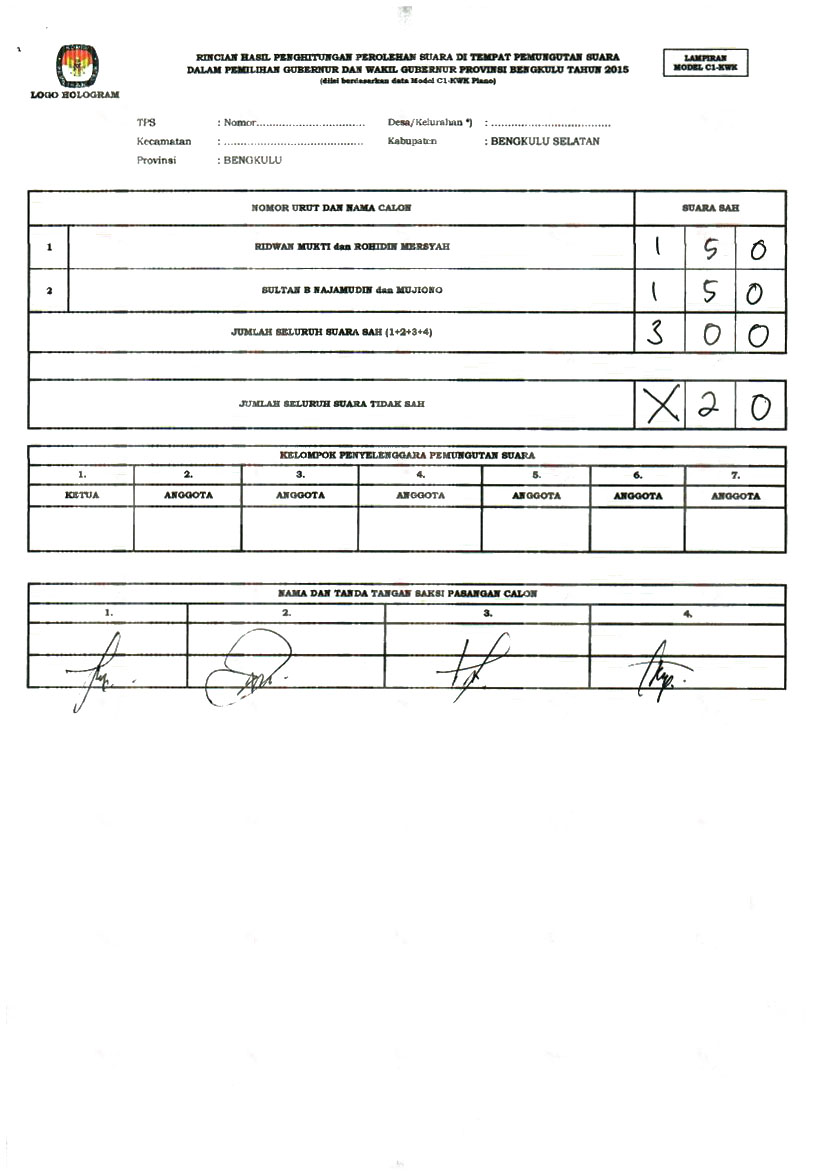 RINCIAN HASIL PENGHITUNGAN PEROLEHAN SUARA DI TEMPAT PEMUNGUTAN SUARA
DALAM PEMILIHAN GUBERNUR DAN WAKIL GUBERNUR PROVINSI BENGKULU TAHUN 2015
(diisi berdasarkan data Model C1-KWK Plano)
LAMPIRAN
MODEL C1-KWK
LOGO HOLOGRAM
TPS : Nomor................................ Desa/Kelurahan *) : ....................................
Kecamatan : ......................................... Kabupaten : BENGKULU SELATAN
Provinsi : BENGKULU
NOMOR URUT DAN NAMA CALON SUARA SAH
1 RIDWAN MUKTI dan ROHIDIN MERSYAH 1 5 0
2 SULTAN B NAJAMUDIN dan MUJIONO 1 5 0
JUMLAH SELURUH SUARA SAH (1+2+3+4) 3 0 0
JUMLAH SELURUH SUARA TIDAK SAH X 2 0
KELOMPOK PENYELENGGARA PEMUNGUTAN SUARA
1. 2. 3. 4. 5. 6. 7.
KETUA ANGGOTA ANGGOTA ANGGOTA ANGGOTA ANGGOTA ANGGOTA
NAMA DAN TANDA TANGAN SAKSI PASANGAN CALON
1. 2. 3. 4.